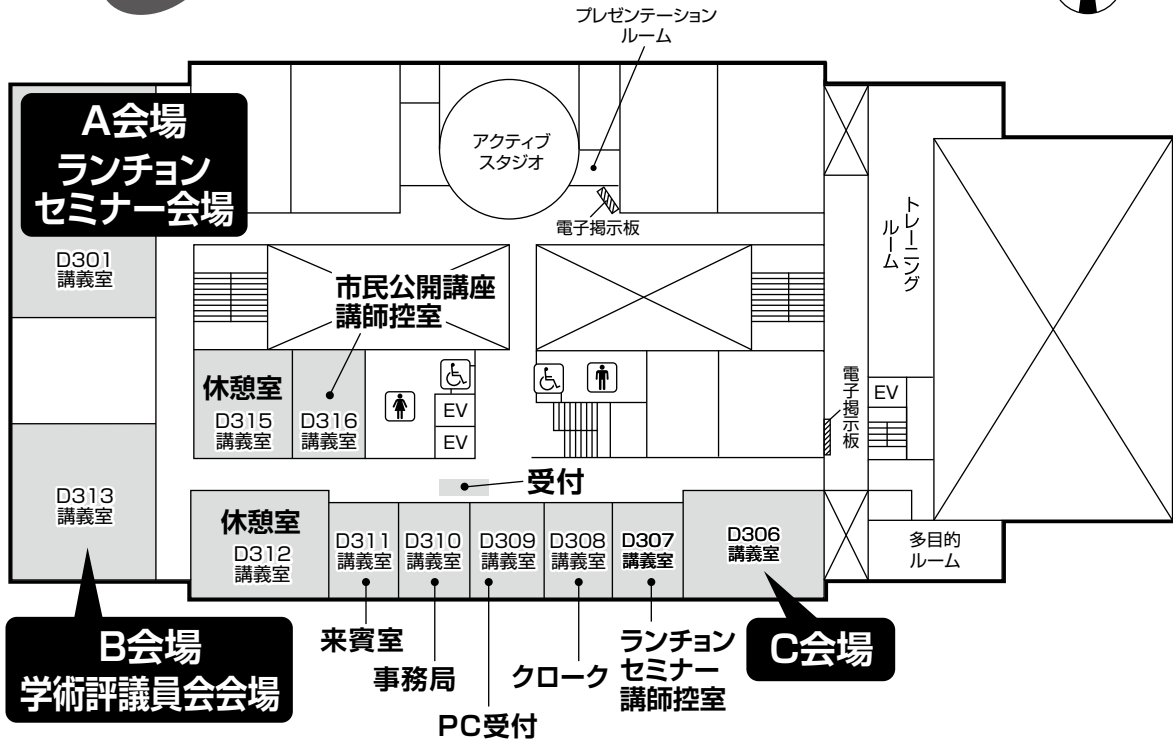 プレゼンテーション
ルーム
A会場
ランチョン
セミナー会場
D301
講義室
アクティブ
スタジオ
電子掲示板
トレーニング
ルーム
市民公開講座
講師控室
休憩室
D315
講義室
D316
講義室
EV
EV
電子掲示板
EV
受付
D313
講義室
休憩室
D312
講義室
D311
講義室
D310
講義室
D309
講義室
D308
講義室
D307
講義室
D306
講義室
多目的
ルーム
B会場
学術評議員会会場
来賓室
事務局
PC受付
クローク
ランチョン
セミナー
講師控室
C会場